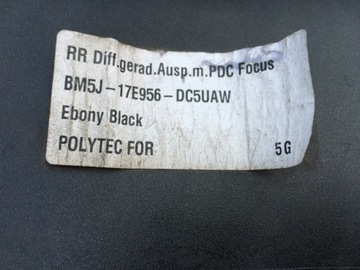 RR Diff.gerad.Ausp.m.PDC Focus
BM5J-17E956-DC5UAW
Ebony Black
POLYTEC FOR 5G